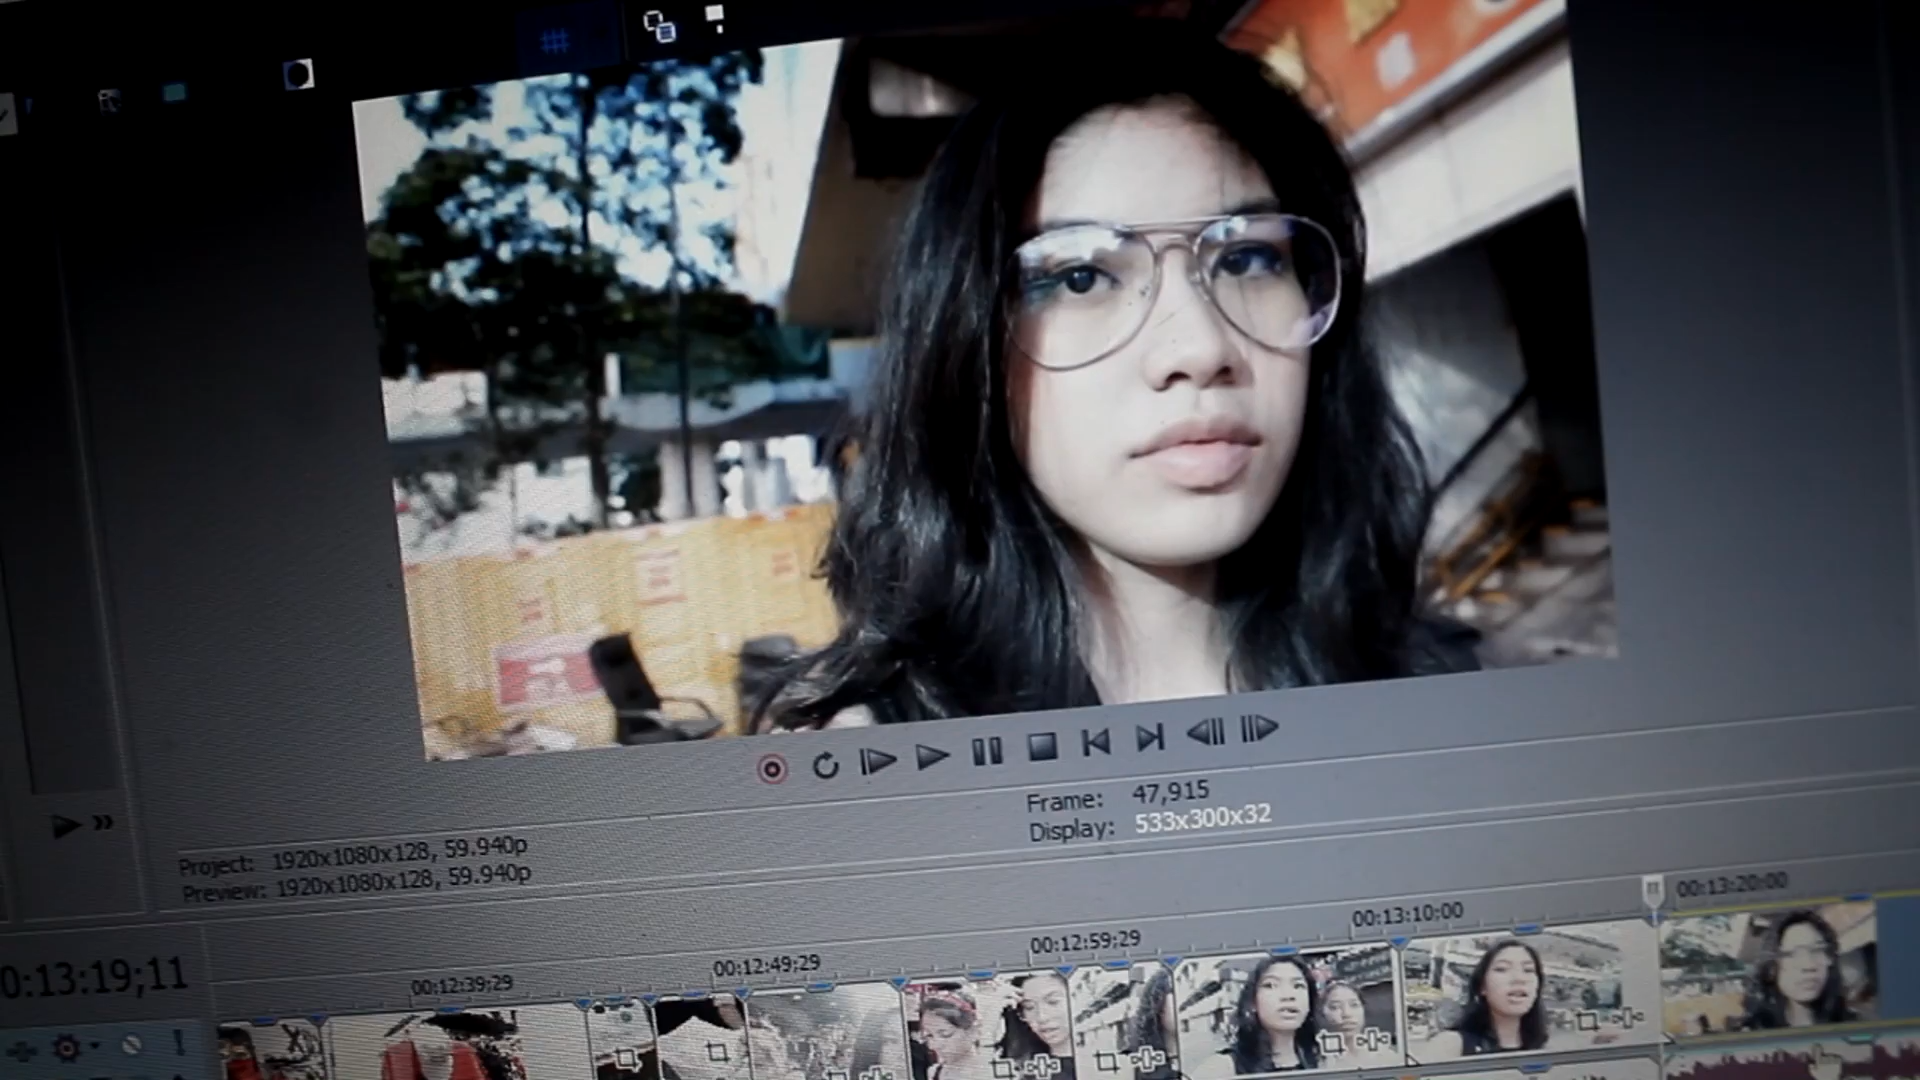 Frame: 47,915
Display: 533x300x32
Project: 1920x1080x128, 59.940p
Preview: 1920x1080x128, 59.940p
0:13:19;11
00:12:39;29
00:12:49;29
00:12:59;29
00:13:10;00
00:13:20:00